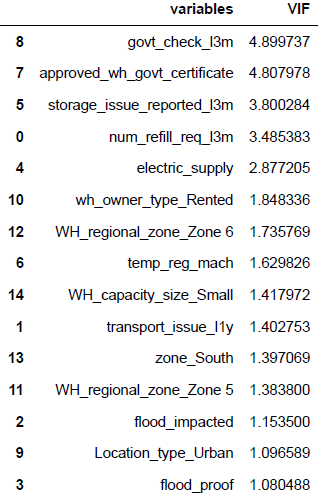 variables VIF
8 govt_check_l3m 4.899737
7 approved_wh_govt_certificate 4.807978
5 storage_issue_reported_l3m 3.800284
0 num_refill_req_l3m 3.485383
4 electric_supply 2.877205
10 wh_owner_type_Rented 1.848336
12 WH_regional_zone_Zone 6 1.735769
6 temp_reg_mach 1.629826
14 WH_capacity_size_Small 1.417972
1 transport_issue_l1y 1.402753
13 zone_South 1.397069
11 WH_regional_zone_Zone 5 1.383800
2 flood_impacted 1.153500
9 Location_type_Urban 1.096589
3 flood_proof 1.080488